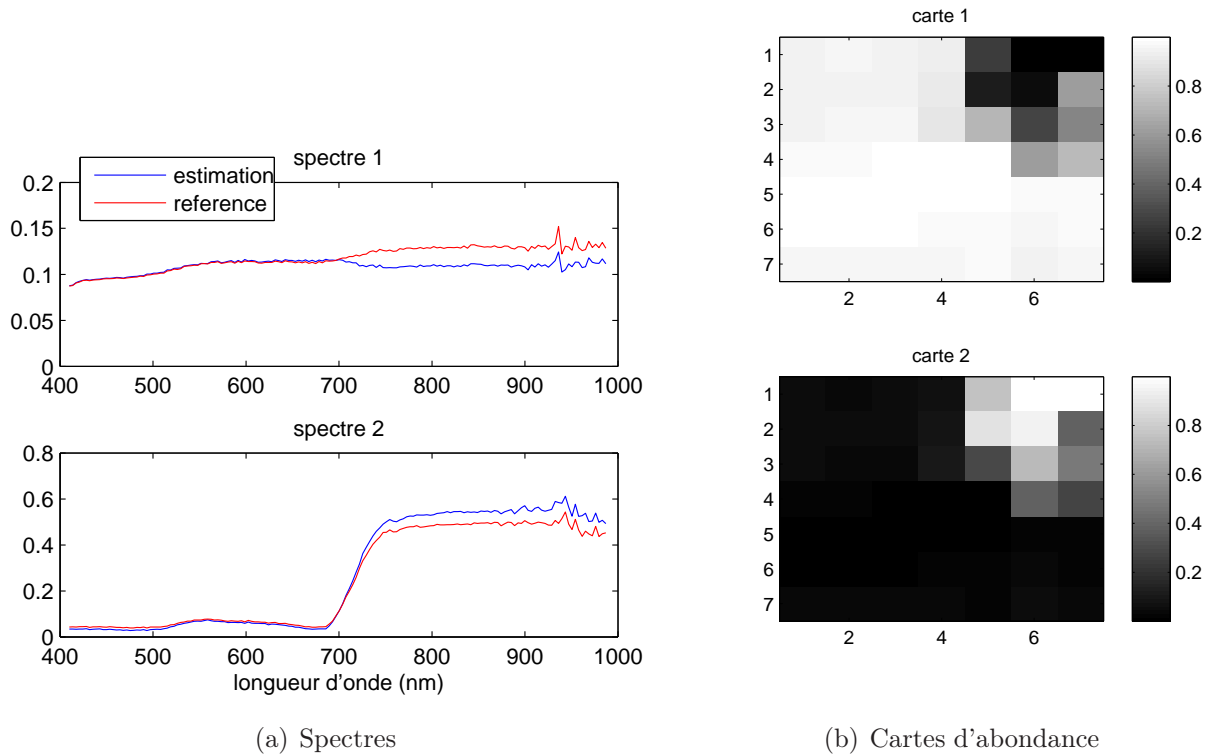 spectre 1
estimation
reference
0.2
0.15
0.1
0.05
0
400 500 600 700 800 900 1000
spectre 2
0.8
0.6
0.4
0.2
0
400 500 600 700 800 900 1000
longueur d'onde (nm)
(a) Spectres
carte 1
1
2
3
4
5
6
7
2 4 6
0.8
0.6
0.4
0.2
carte 2
1
2
3
4
5
6
7
2 4 6
0.8
0.6
0.4
0.2
(b) Cartes d'abondance